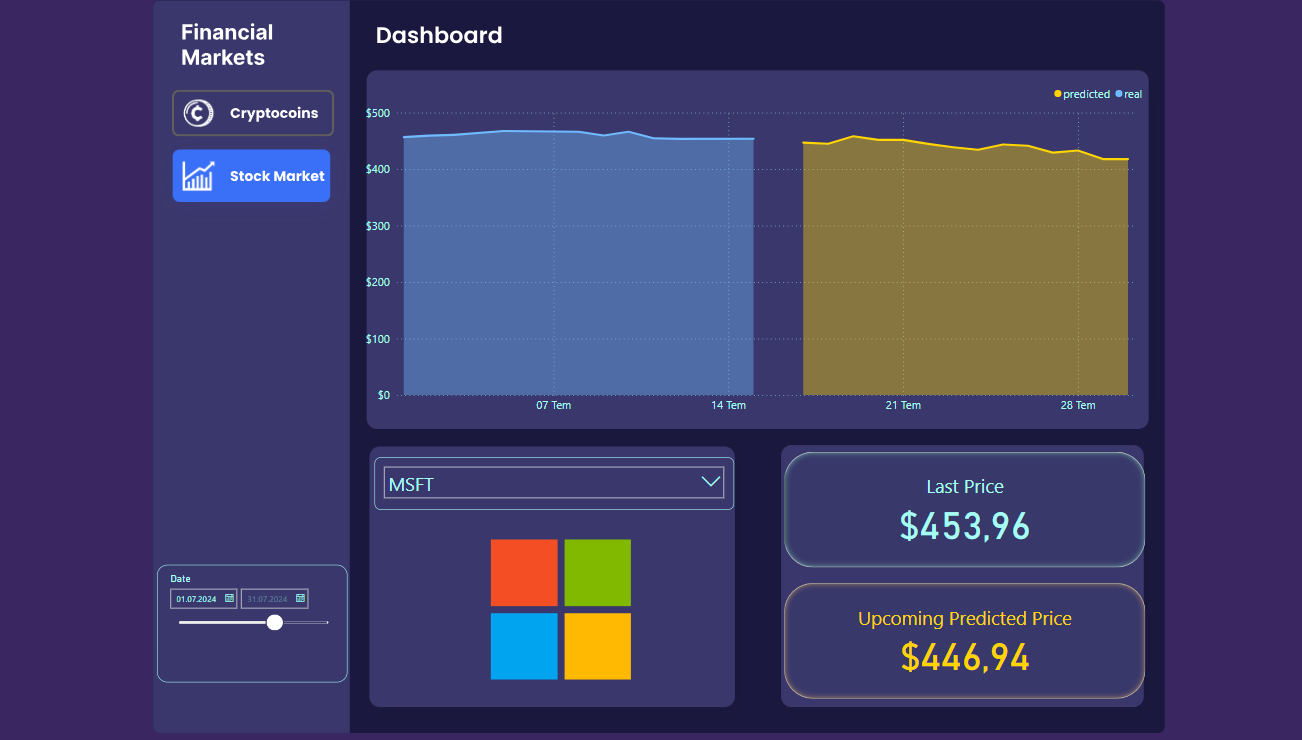 Financial
Markets
Cryptocoins
Stock Market
Date
01.07.2024
31.07.2024
Dashboard
predicted real
$500
$400
$300
$200
$100
$0
07 Tem
14 Tem
21 Tem
28 Tem
MSFT
Last Price
$453,96
Upcoming Predicted Price
$446,94